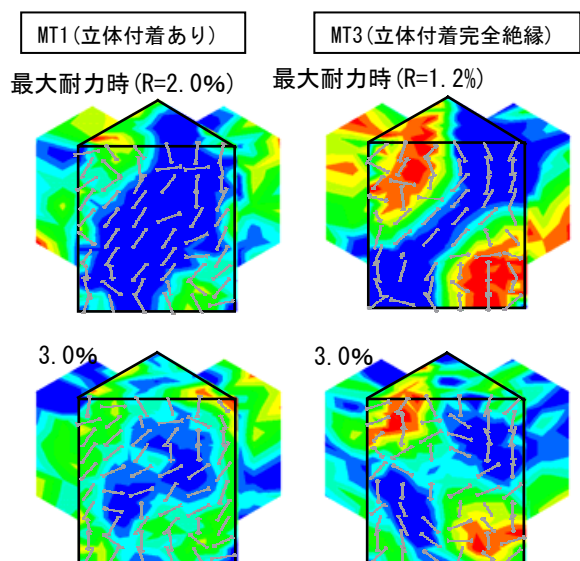 MT1(立体付着あり)
MT3(立体付着完全絶縁)
最大耐力時(R=2.0%)
最大耐力時(R=1.2%)
3.0%
3.0%